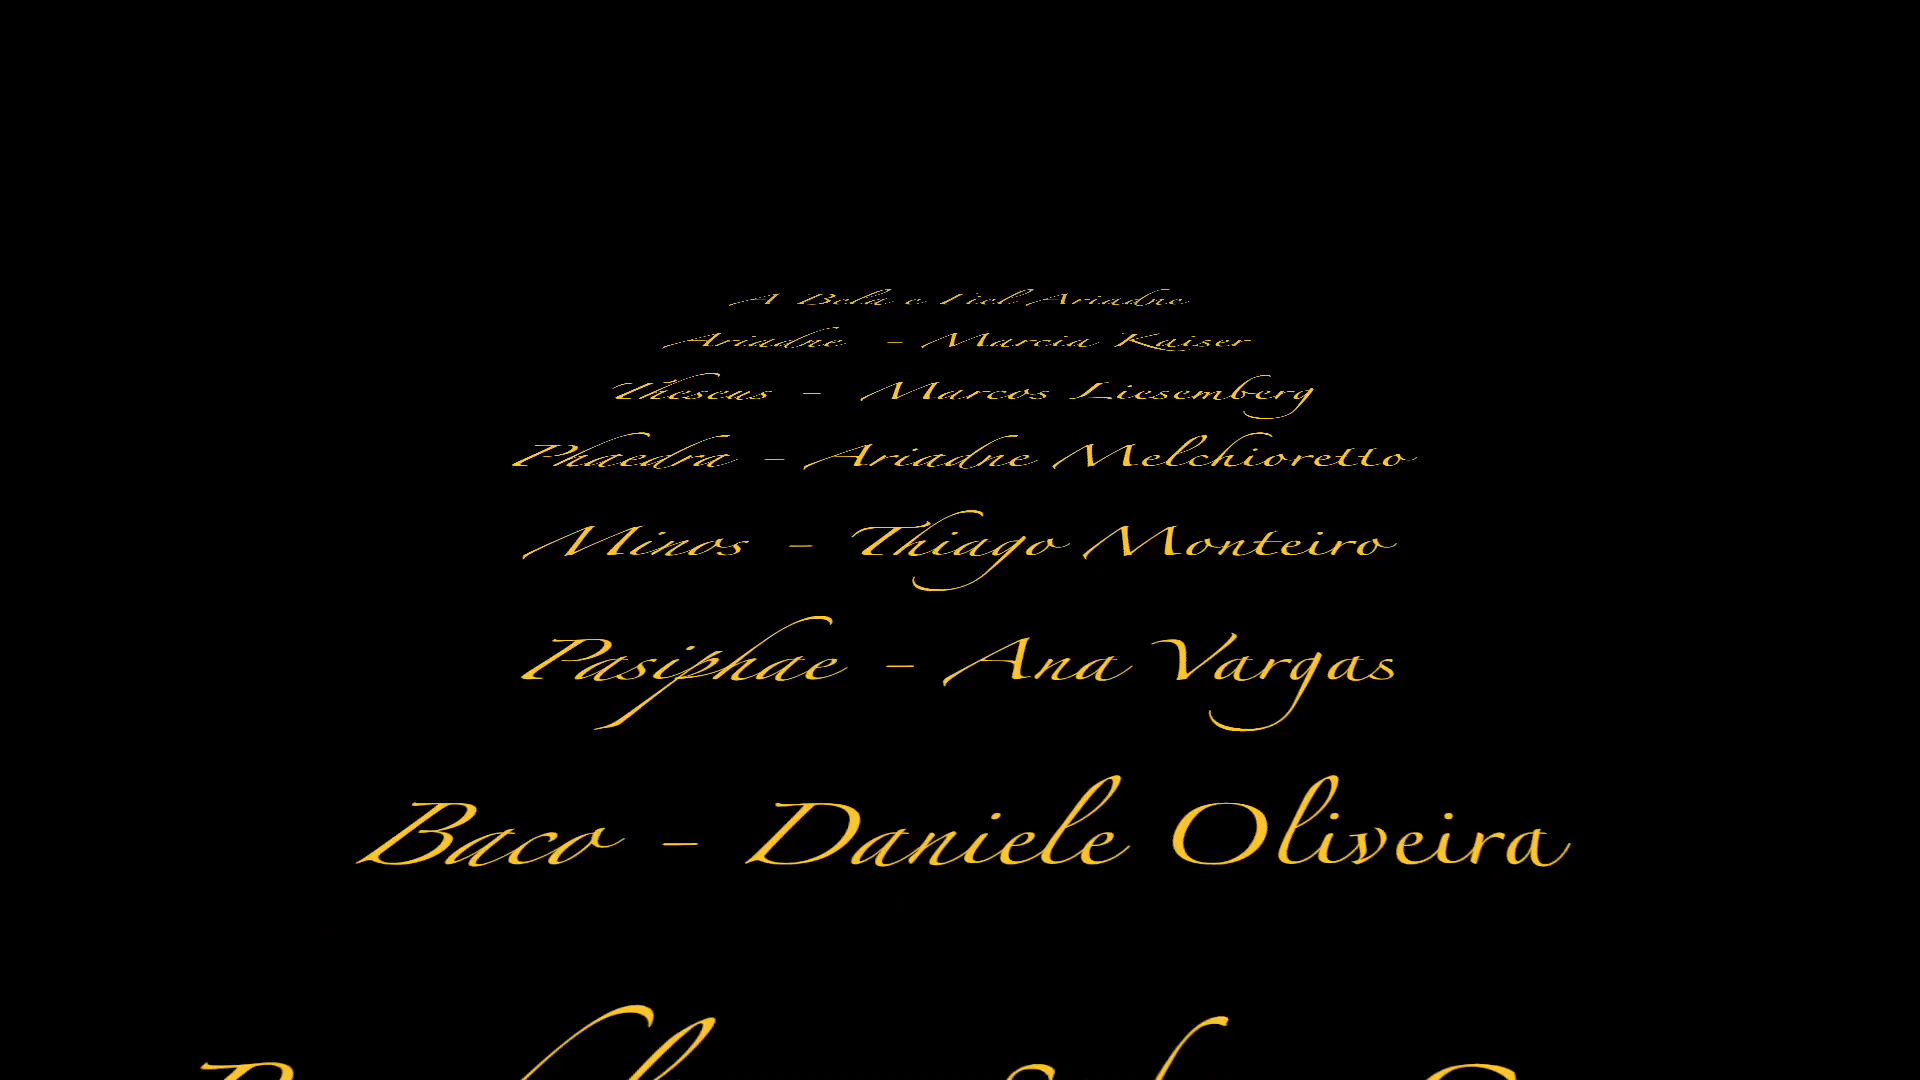 A Bela e Fiel Ariadne
Ariadne - Marcia Kaiser
Theseus - Marcos Liesemberg
Phaedra - Ariadne Melchioretto
Minos - Thiago Monteiro
Pasiphae - Ana Vargas
Baco - Daniele Oliveira